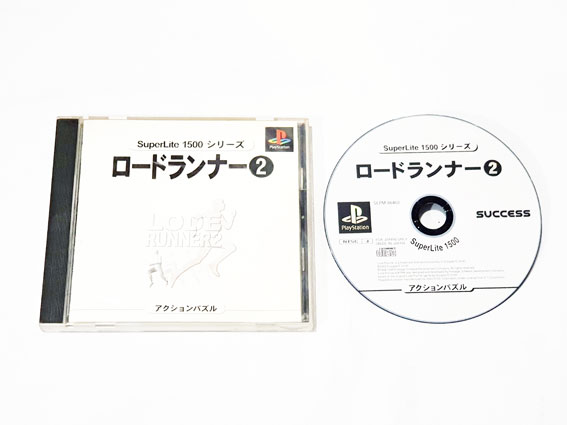 SuperLite 1500 シリーズ
PlayStation
ロードランナー2
LODE
RUNNER2
アクションパズル
SuperLite 1500 シリーズ
ロードランナー2
PlayStation
SUCCESS
SuperLite 1500
アクションパズル